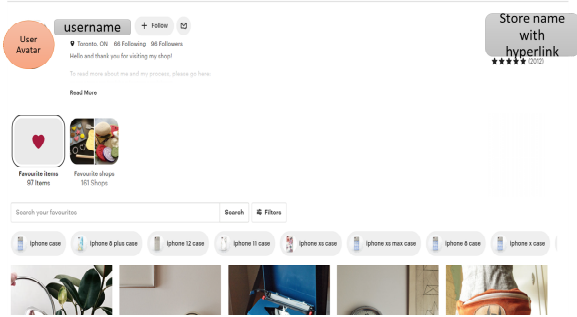 User
Avatar
username
+ Follow
Toronto, ON 66 Following 96 Followers
Hello and thank you for visiting my shop!
To read more about me and my process, please go here:
Read More
Store name
with
hyperlink
(2012)
Favourite items
97 Items
Favourite shops
161 Shops
Search your favourites
Search
Filters
iphone case
iphone 8 plus case
iphone 12 case
iphone 11 case
iphone xs case
iphone xs max case
iphone 8 case
iphone x case